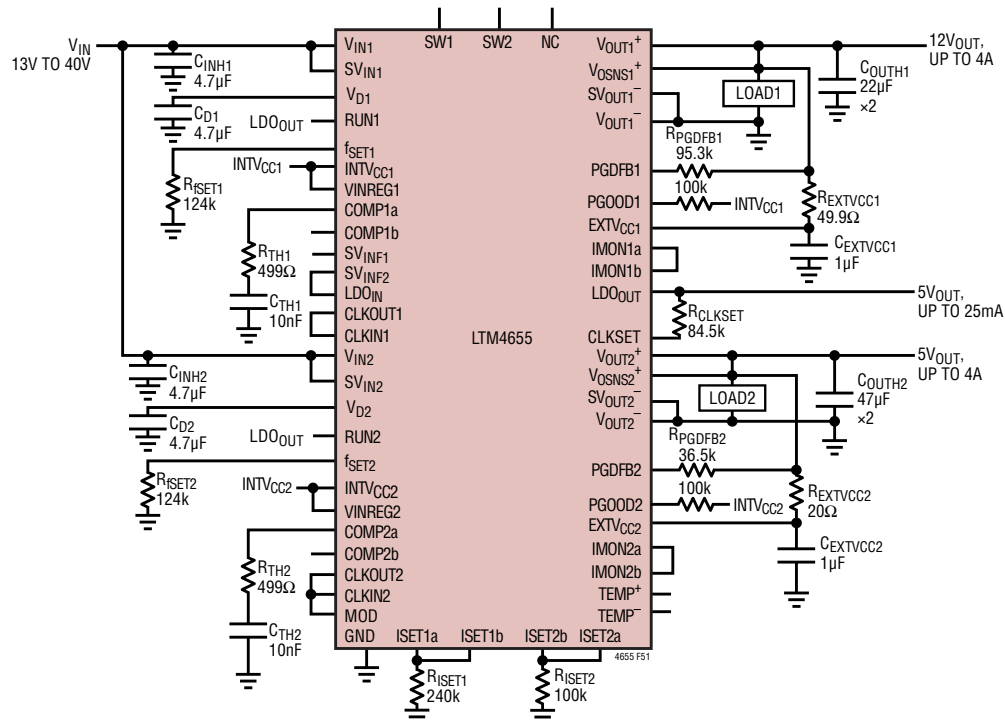 SW1 SW2 NC
VIN
13V TO 40V
CINH1
4.7µF
CD1
4.7µF
LDOOUT
RfSET1
124k
INTVCC1
RTH1
499Ω
CTH1
10nF
CINH2
4.7µF
CD2
4.7µF
LDOOUT
RfSET2
124k
INTVCC2
RTH2
499Ω
CTH2
10nF
VIN1
SVIN1
VD1
RUN1
fSET1
INTVCC1
VINREG1
COMP1a
COMP1b
SVINF1
SVINF2
LDOIN
CLKOUT1
CLKIN1
VIN2
SVIN2
VD2
RUN2
fSET2
INTVCC2
VINREG2
COMP2a
COMP2b
CLKOUT2
CLKIN2
MOD
GND ISET1a ISET1b ISET2b ISET2a
LTM4655
VOUT1+
VOSNS1+
SVOUT1–
VOUT1–
PGDFB1
PGOOD1
EXTVCC1
IMON1a
IMON1b
LDOOUT
CLKSET
VOUT2+
VOSNS2+
SVOUT2–
VOUT2–
PGDFB2
PGOOD2
EXTVCC2
IMON2a
IMON2b
TEMP+
TEMP–
4655 F51
LOAD1
12VOUT,
UP TO 4A
COUTH1
22µF
×2
RPGDFB1
95.3k
100k
INTVCC1
REXTVCC1
49.9Ω
CEXTVCC1
1µF
5VOUT,
UP TO 25mA
RCLKSET
84.5k
5VOUT,
UP TO 4A
LOAD2
COUTH2
47µF
×2
RPGDFB2
36.5k
100k
INTVCC2
REXTVCC2
20Ω
CEXTVCC2
1µF
RISET1
240k
RISET2
100k